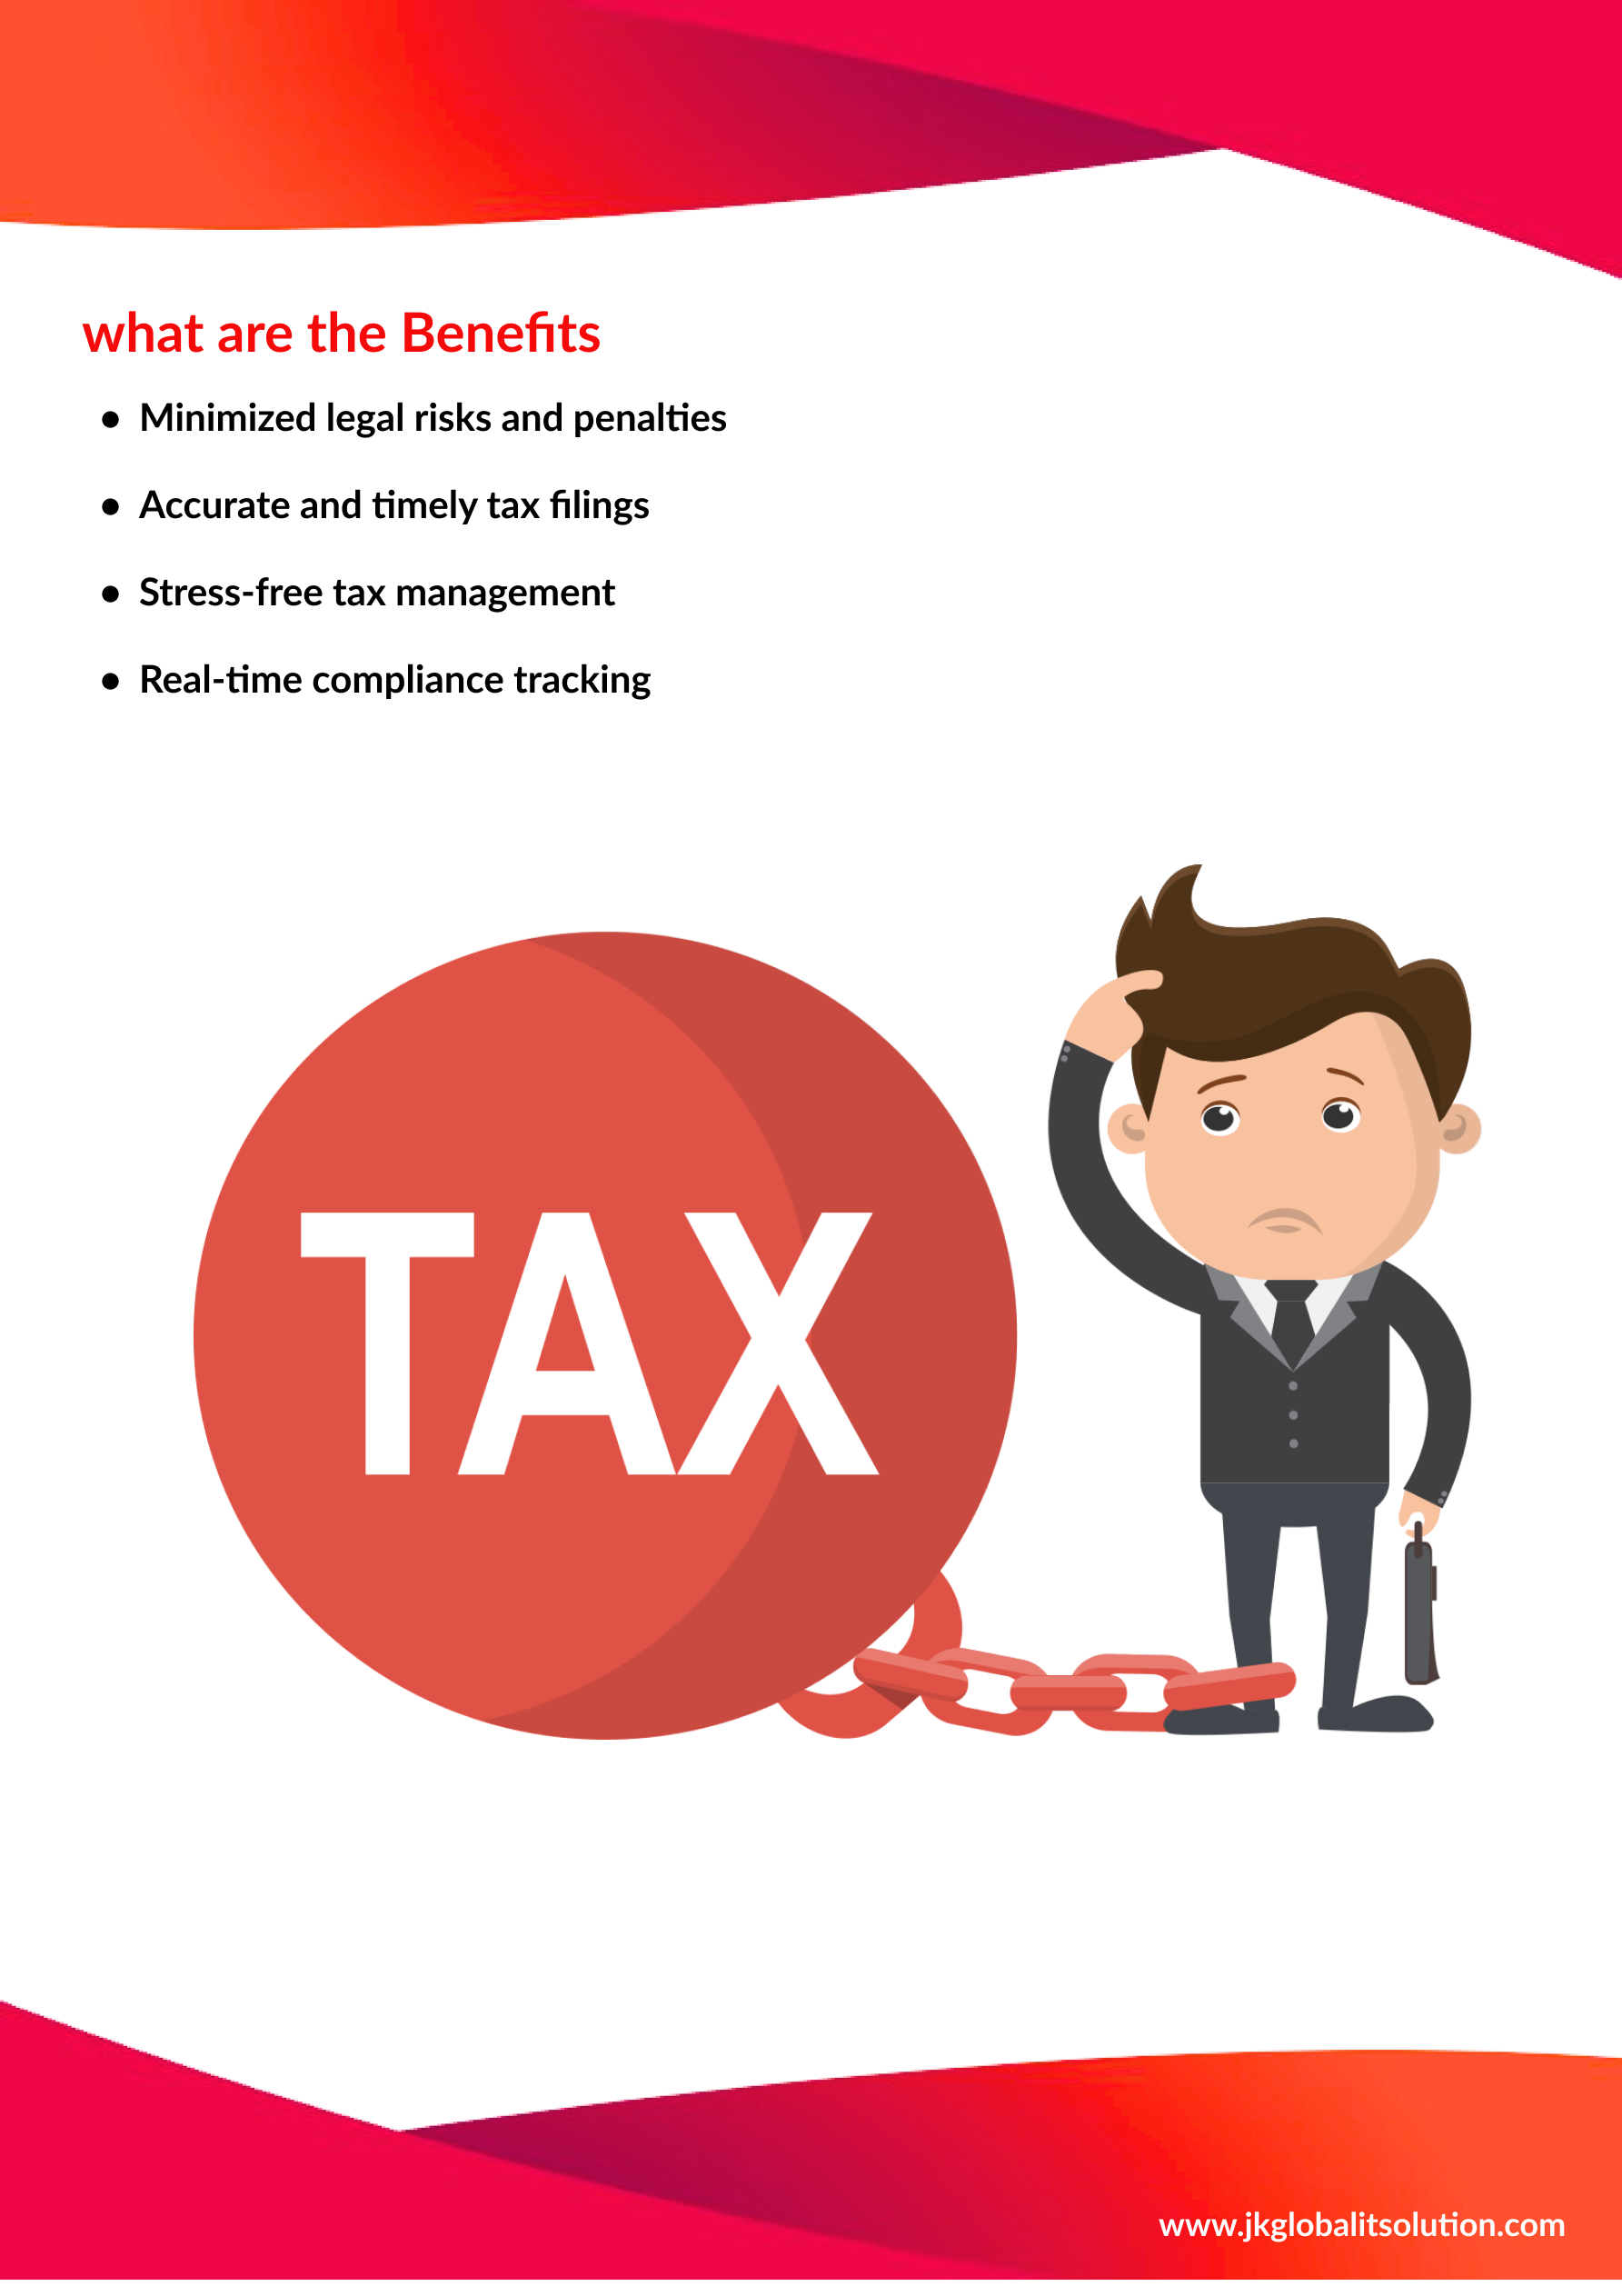 what are the Benefits
● Minimized legal risks and penalties
● Accurate and timely tax filings
● Stress-free tax management
● Real-time compliance tracking
TAX
www.jkglobalitsolution.com